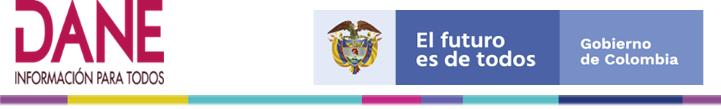 DANE
INFORMACIÓN PARA TODOS
El futuro
es de todos
Gobierno
de Colombia